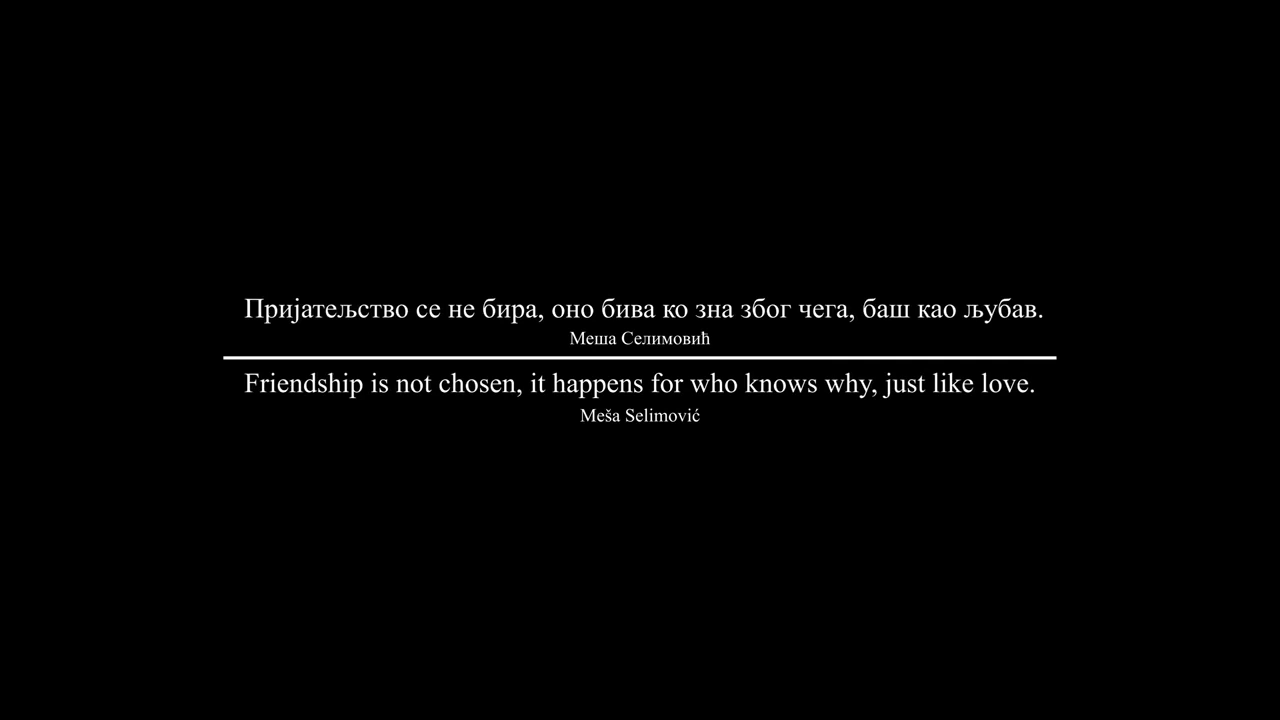 Пријатељство се не бира, оно бива ко зна због чега, баш као љубав.
Меша Селимовић
Friendship is not chosen, it happens for who knows why, just like love.
Meša Selimović